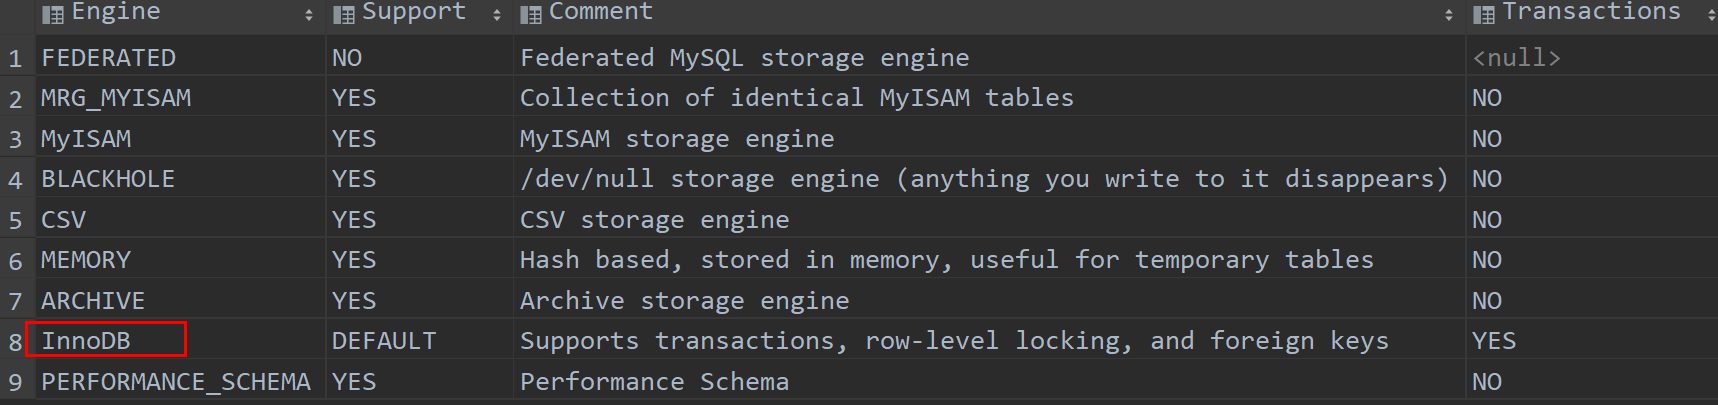 Engine Support Comment Transactions
1 FEDERATED NO Federated MySQL storage engine <null>
2 MRG_MYISAM YES Collection of identical MyISAM tables NO
3 MyISAM YES MyISAM storage engine NO
4 BLACKHOLE YES /dev/null storage engine (anything you write to it disappears) NO
5 CSV YES CSV storage engine NO
6 MEMORY YES Hash based, stored in memory, useful for temporary tables NO
7 ARCHIVE YES Archive storage engine NO
8 InnoDB DEFAULT Supports transactions, row-level locking, and foreign keys YES
9 PERFORMANCE_SCHEMA YES Performance Schema NO